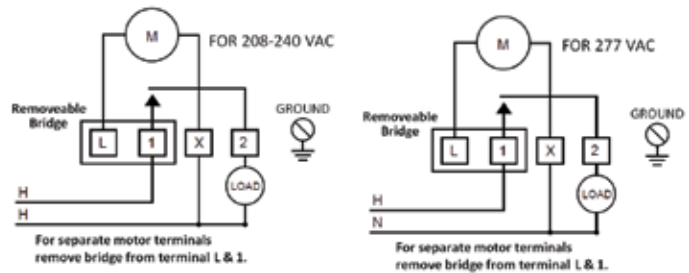 M
FOR 208-240 VAC
Removeable
Bridge
GROUND
L
1
X
2
LOAD
H
H
For separate motor terminals
remove bridge from terminal L & 1.
M
FOR 277 VAC
Removeable
Bridge
GROUND
L
1
X
2
LOAD
H
N
For separate motor terminals
remove bridge from terminal L & 1.